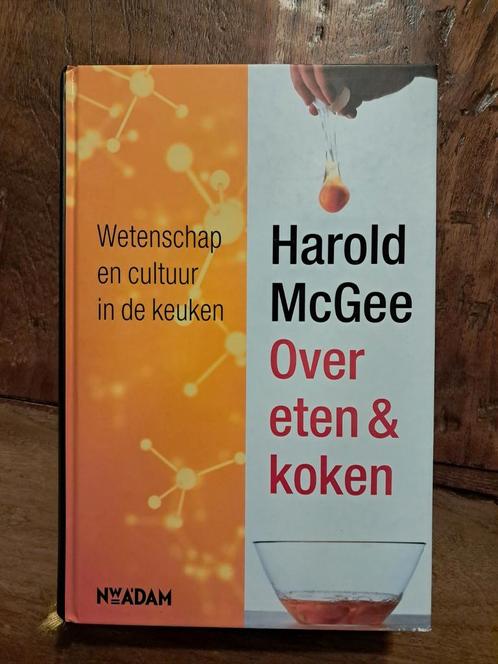 Wetenschap
en cultuur
in de keuken
Harold
McGee
Over
eten &
koken
NWADAM